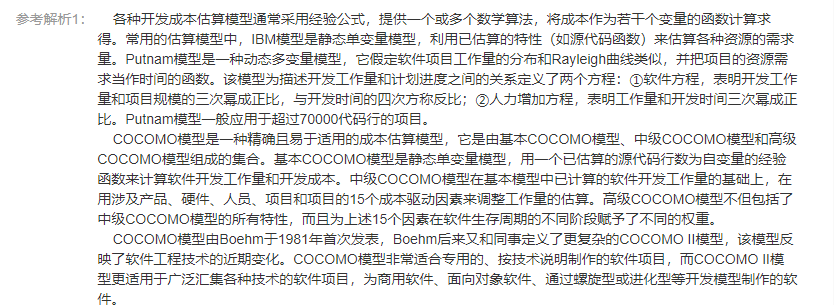 参考解析1: 各种开发成本估算模型通常采用经验公式，提供一个或多个数学算法，将成本作为若干个变量的函数计算求
得。常用的估算模型中，IBM模型是静态单变量模型，利用已估算的特性（如源代码函数）来估算各种资源的需求
量。Putnam模型是一种动态多变量模型，它假定软件项目工作量的分布和Rayleigh曲线类似，并把项目的资源需
求当作时间的函数。该模型为描述开发工作量和计划进度之间的关系定义了两个方程：①软件方程，表明开发工作
量和项目规模的三次幂成正比，与开发时间的四次方称反比；②人力增加方程，表明工作量和开发时间三次幂成正
比。Putnam模型一般应用于超过70000代码行的项目。
COCOMO模型是一种精确且易于适用的成本估算模型，它是由基本COCOMO模型、中级COCOMO模型和高级
COCOMO模型组成的集合。基本COCOMO模型是静态单变量模型，用一个已估算的源代码行数为自变量的经验
函数来计算软件开发工作量和开发成本。中级COCOMO模型在基本模型中已计算的软件开发工作量的基础上，在
用涉及产品、硬件、人员、项目和项目的15个成本驱动因素来调整工作量的估算。高级COCOMO模型不但包括了
中级COCOMO模型的所有特性，而且为上述15个因素在软件生存周期的不同阶段赋予了不同的权重。
COCOMO模型由Boehm于1981年首次发表，Boehm后来又和同事定义了更复杂的COCOMO II模型，该模型反
映了软件工程技术的近期变化。COCOMO模型非常适合专用的、按技术说明制作的软件项目，而COCOMO II模
型更适用于广泛汇集各种技术的软件项目，为商用软件、面向对象软件、通过螺旋型或进化型等开发模型制作的软
件。